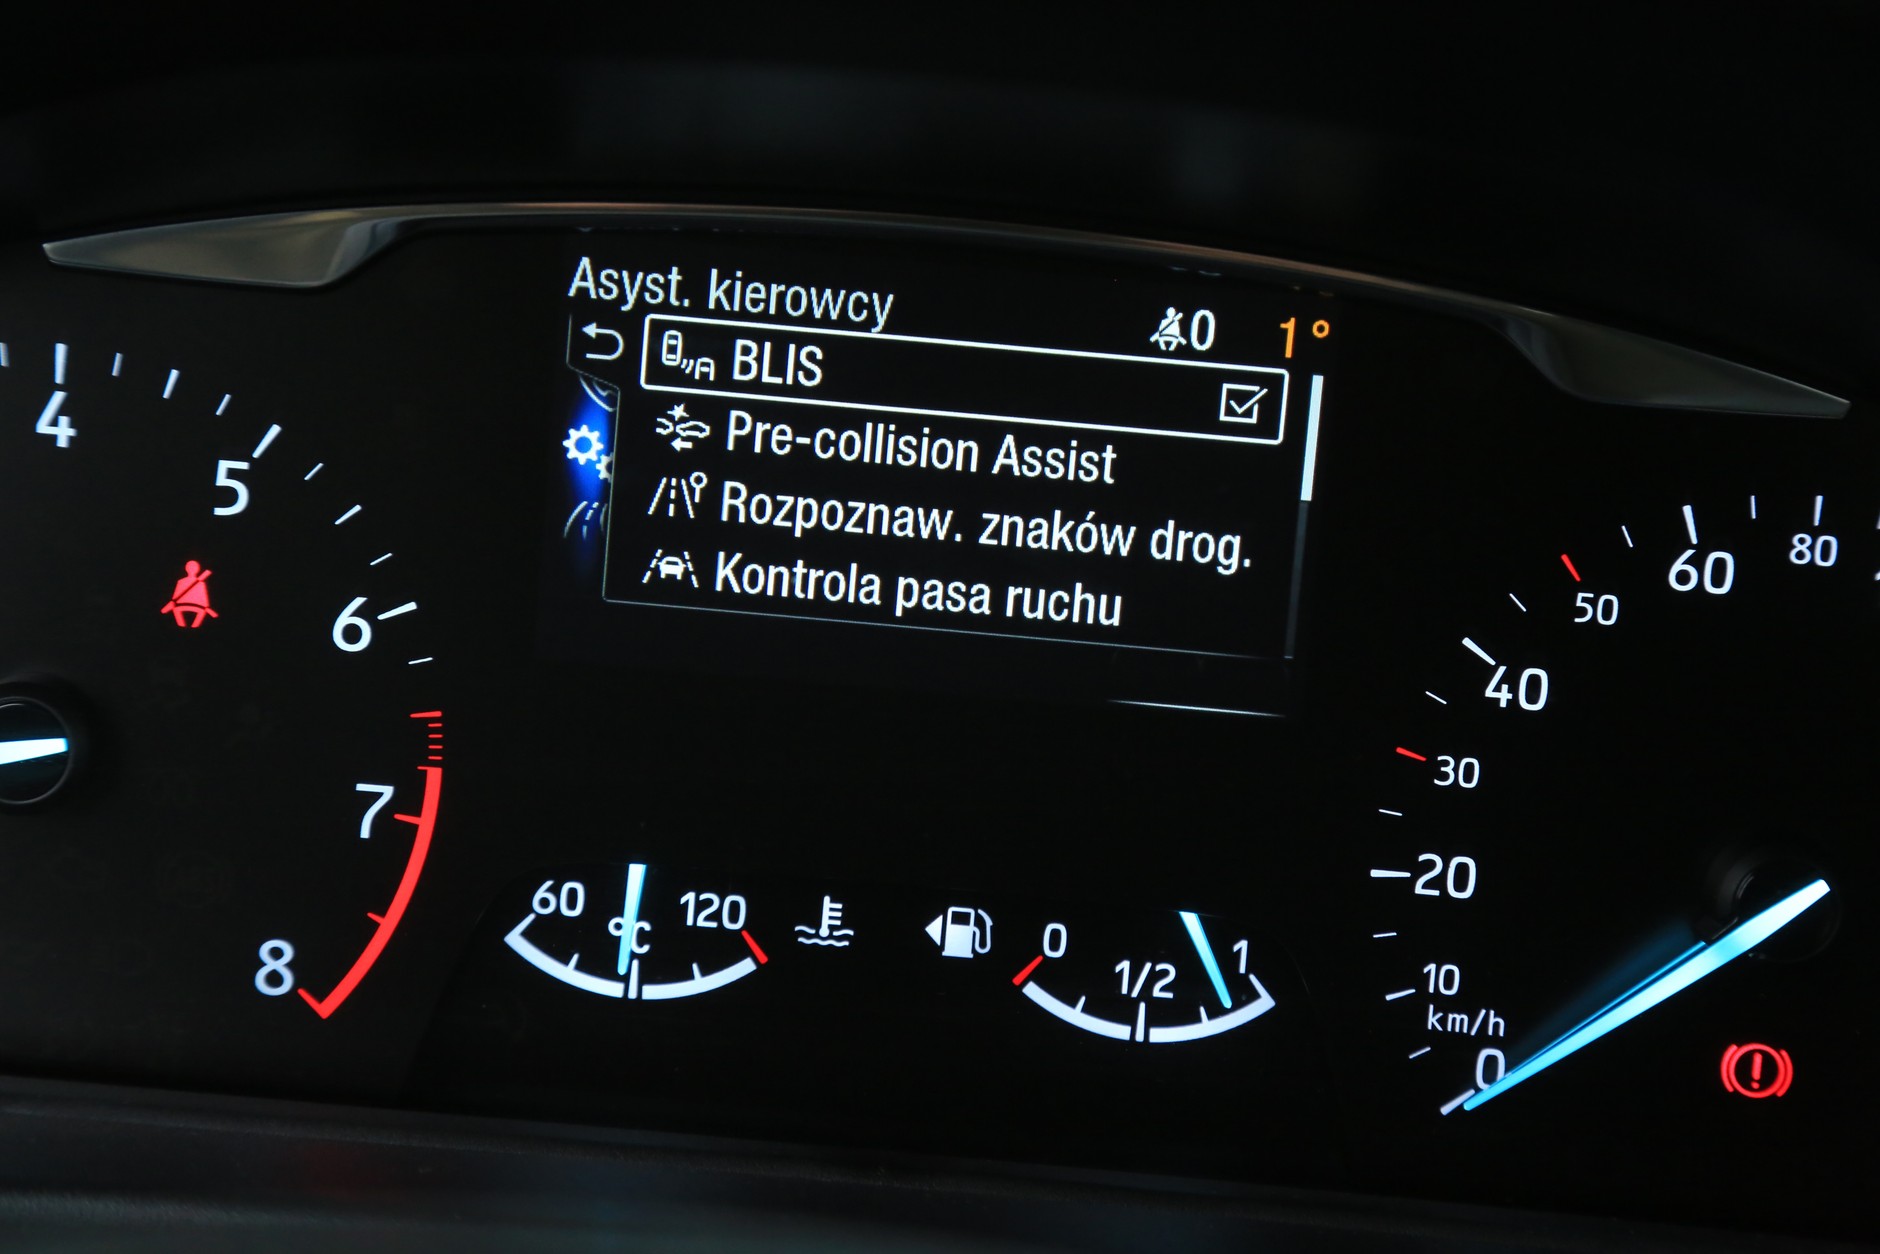 Asyst. kierowcy
0 1°
BLIS
Pre-collision Assist
Rozpoznaw. znaków drog.
Kontrola pasa ruchu
4
5
6
7
8
60 °C 120
0 1/2 1
80
60
50
40
30
20
10
km/h
0